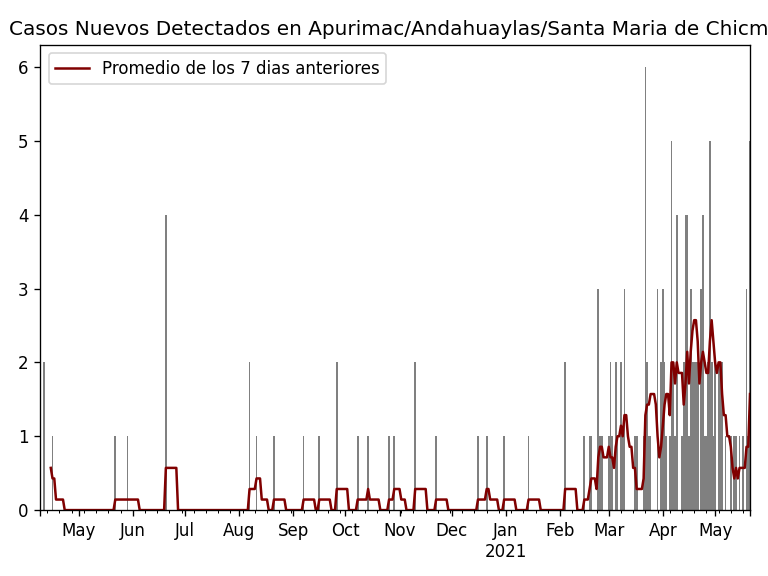 Casos Nuevos Detectados en Apurimac/Andahuaylas/Santa Maria de Chicm
Promedio de los 7 dias anteriores
6
5
4
3
2
1
0
May Jun Jul Aug Sep Oct Nov Dec Jan Feb Mar Apr May
2021